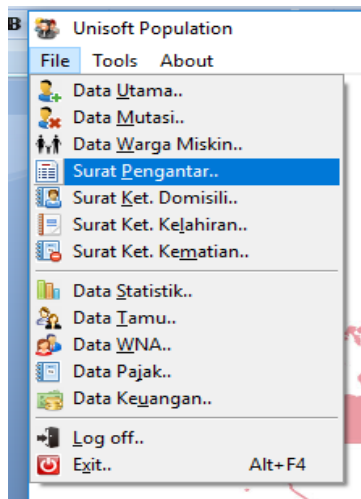 B
Unisoft Population
File Tools About
Data Utama..
Data Mutasi..
Data Warga Miskin..
Surat Pengantar..
Surat Ket. Domisili..
Surat Ket. Kelahiran..
Surat Ket. Kematian..
Data Statistik..
Data Tamu..
Data WNA..
Data Pajak..
Data Keuangan..
Log off..
Exit.. Alt+F4